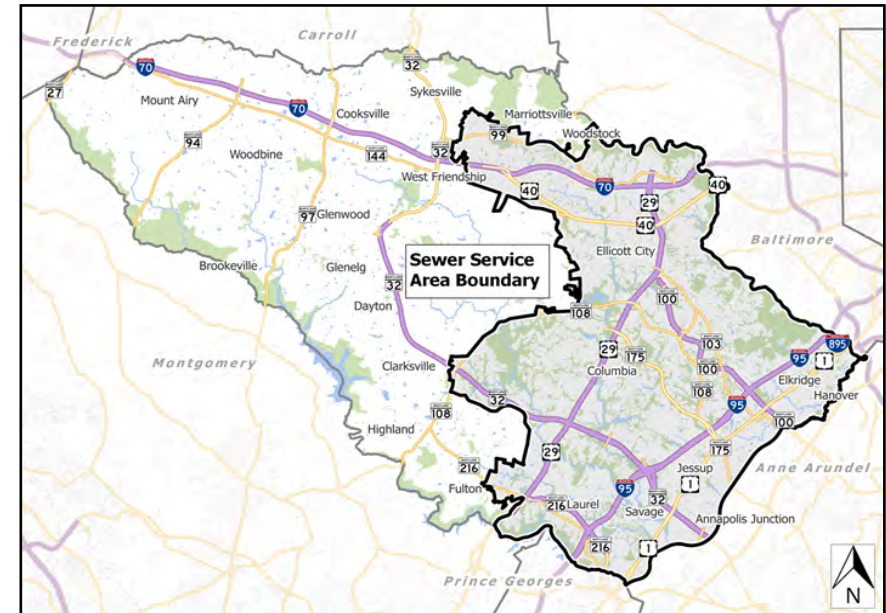 Frederick
Carroll
70
27
32
Sykesville
Mount Airy
70
Cooksville
Marriottsville
99
Woodstock
94
Woodbine
144
32
West Friendship
40
70
29
40
40
97
Glenwood
Ellicott City
Baltimore
Sewer Service
Area Boundary
Brookeville
Glenelg
32
Dayton
100
108
29
175
103
895
95
1
Montgomery
Clarksville
Columbia
100
Elkridge
32
108
95
Hanover
108
100
Highland
29
175
216
Jessup
Anne Arundel
Fulton
95
1
216
Laurel
32
Savage
Annapolis Junction
216
1
Prince Georges
N